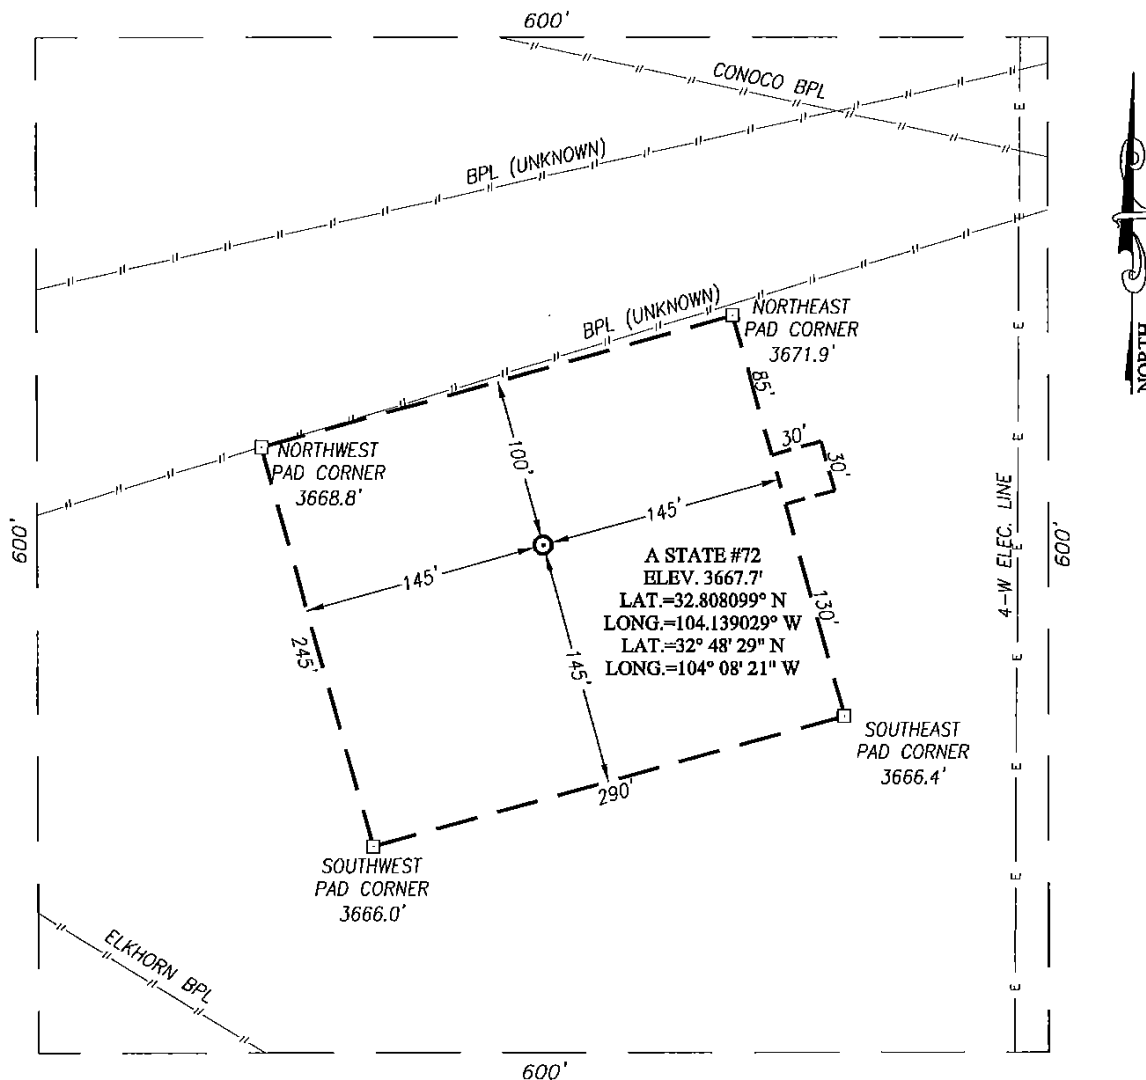 600'
CONOCO BPL
BPL (UNKNOWN)
E
NORTH
BPL (UNKNOWN)
NORTHEAST
PAD CORNER
3671.9'
E
85'
30'
30'
NORTHWEST
PAD CORNER
3668.8'
100'
145'
600'
4-W ELEC. LINE
E
600'
145'
A STATE #72
ELEV. 3667.7'
LAT.=32.808099° N
LONG.=104.139029° W
LAT.=32° 48' 29" N
LONG.=104° 08' 21" W
130'
245'
145'
E
SOUTHEAST
PAD CORNER
3666.4'
E
290'
SOUTHWEST
PAD CORNER
3666.0'
E
ELKHORN BPL
E
600'